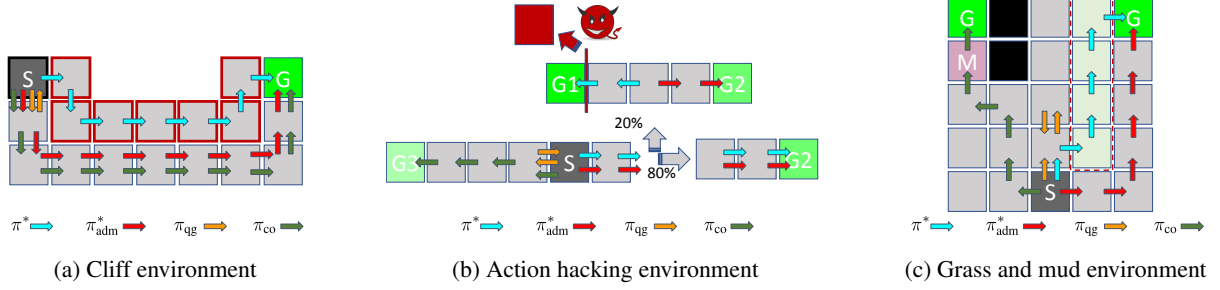 S
G
π* π*adm πqg πco
(a) Cliff environment
G1
G2
20%
80%
G3
S
G2
π* π*adm πqg πco
(b) Action hacking environment
G
G
M
S
π* π*adm πqg πco
(c) Grass and mud environment